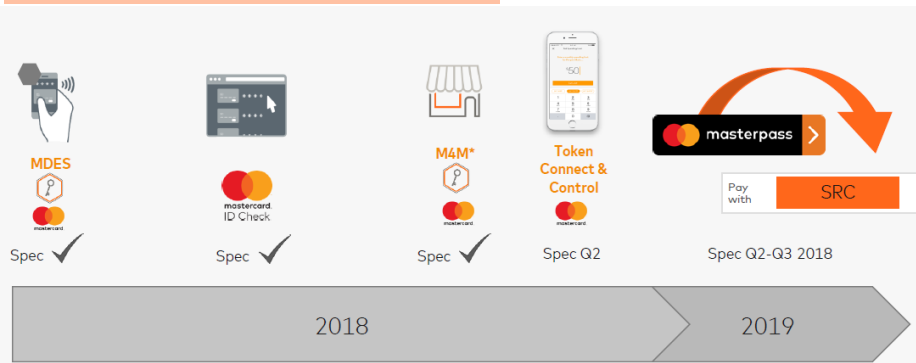 MDES
mastercard.
Spec
mastercard.
ID Check
Spec
M4M*
mastercard.
Spec
$50
Token
Connect &
Control
mastercard.
Spec Q2
masterpass
Pay
with
SRC
Spec Q2-Q3 2018
2018
2019